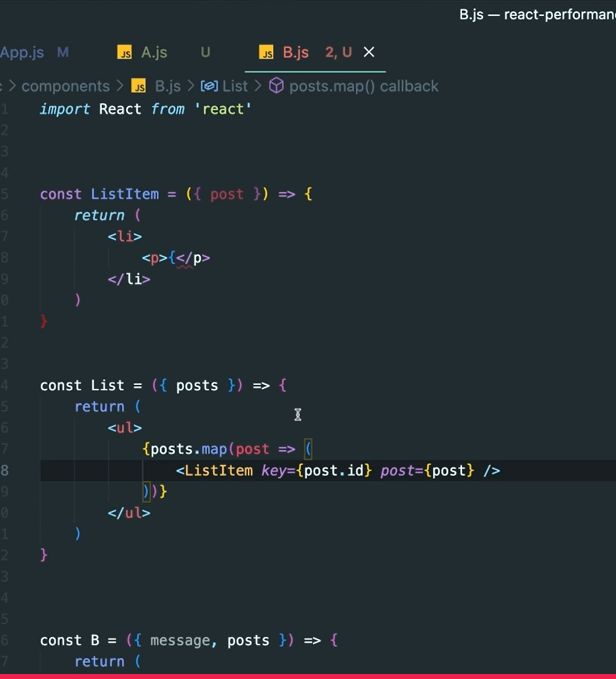 B.js — react-performan
App.js M JS A.js U JS B.js 2, U ×
c > components > JS B.js > List > posts.map() callback
1 import React from 'react'
2
3
4
5 const ListItem = ({ post }) => {
6 return (
7 <li>
8 <p>{</p>
9 </li>
0 )
1 }
2
3
4 const List = ({ posts }) => {
5 return (
6 <ul>
7 {posts.map(post => (
8 <ListItem key={post.id} post={post} />
9 ))}
0 </ul>
1 )
2 }
3
4
5
6 const B = ({ message, posts }) => {
7 return (